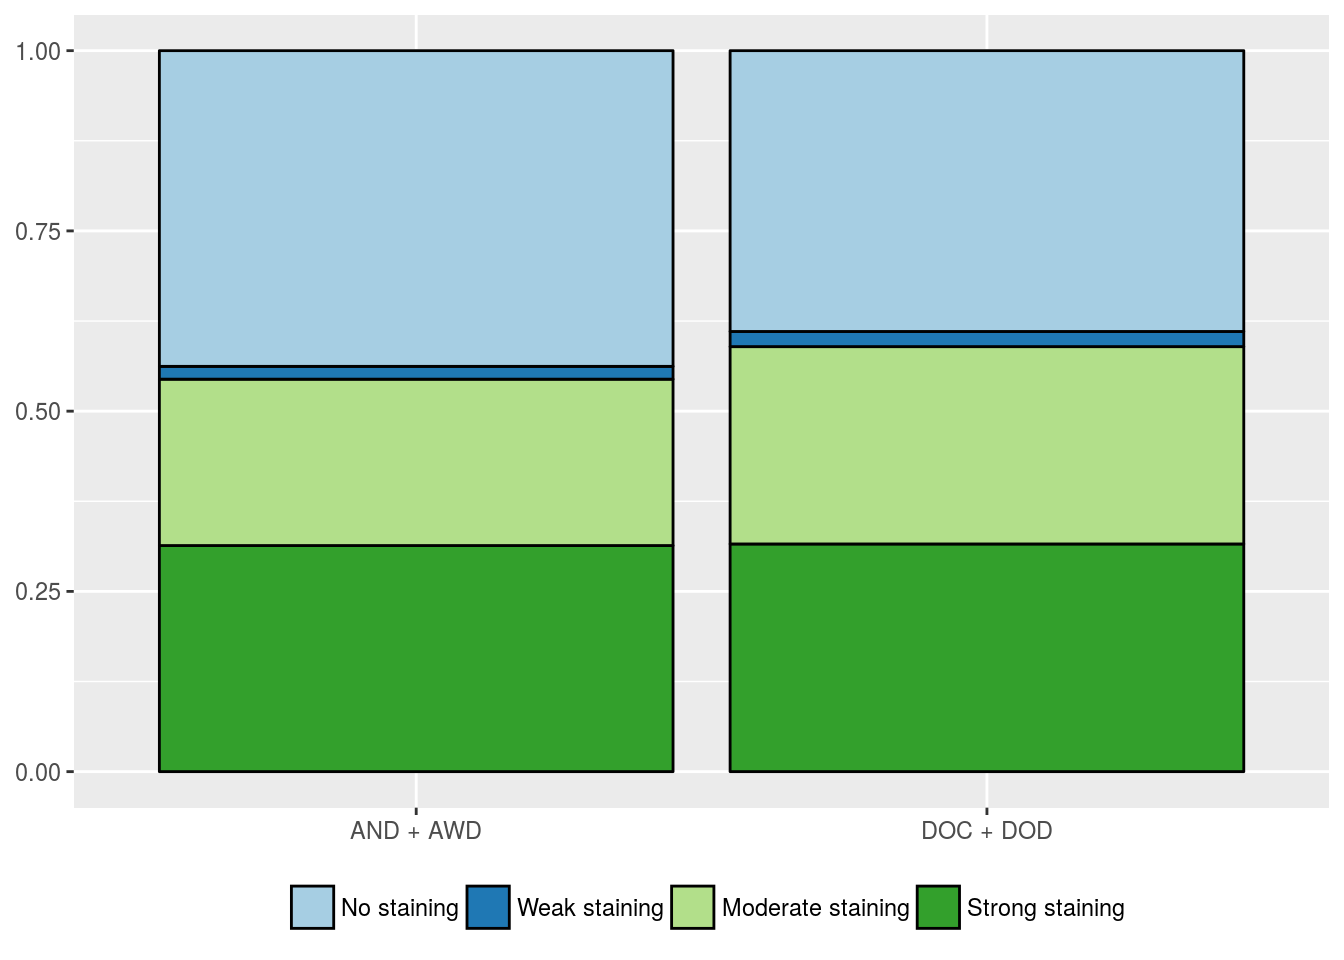 1.00
0.75
0.50
0.25
0.00
AND + AWD
DOC + DOD
No staining
Weak staining
Moderate staining
Strong staining